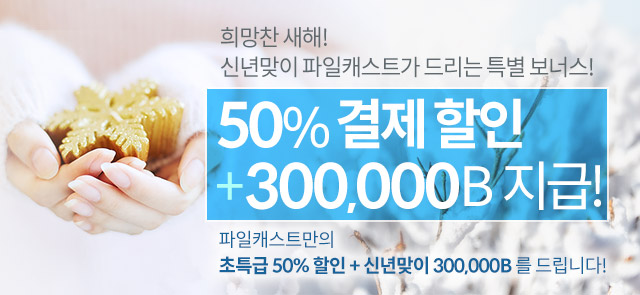 희망찬 새해!
신년맞이 파일캐스트가 드리는 특별 보너스!
50% 결제 할인
+300,000B 지급!
파일캐스트만의
초특급 50% 할인 + 신년맞이 300,000B 를 드립니다!